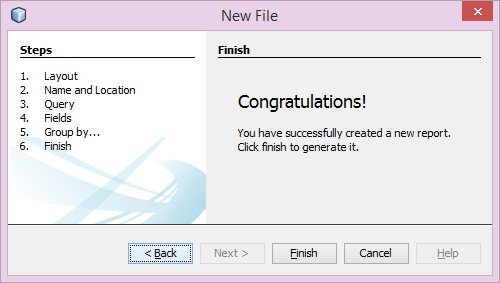 New File
Steps
1. Layout
2. Name and Location
3. Query
4. Fields
5. Group by...
6. Finish
Finish
Congratulations!
You have successfully created a new report.
Click finish to generate it.
< Back
Next >
Finish
Cancel
Help